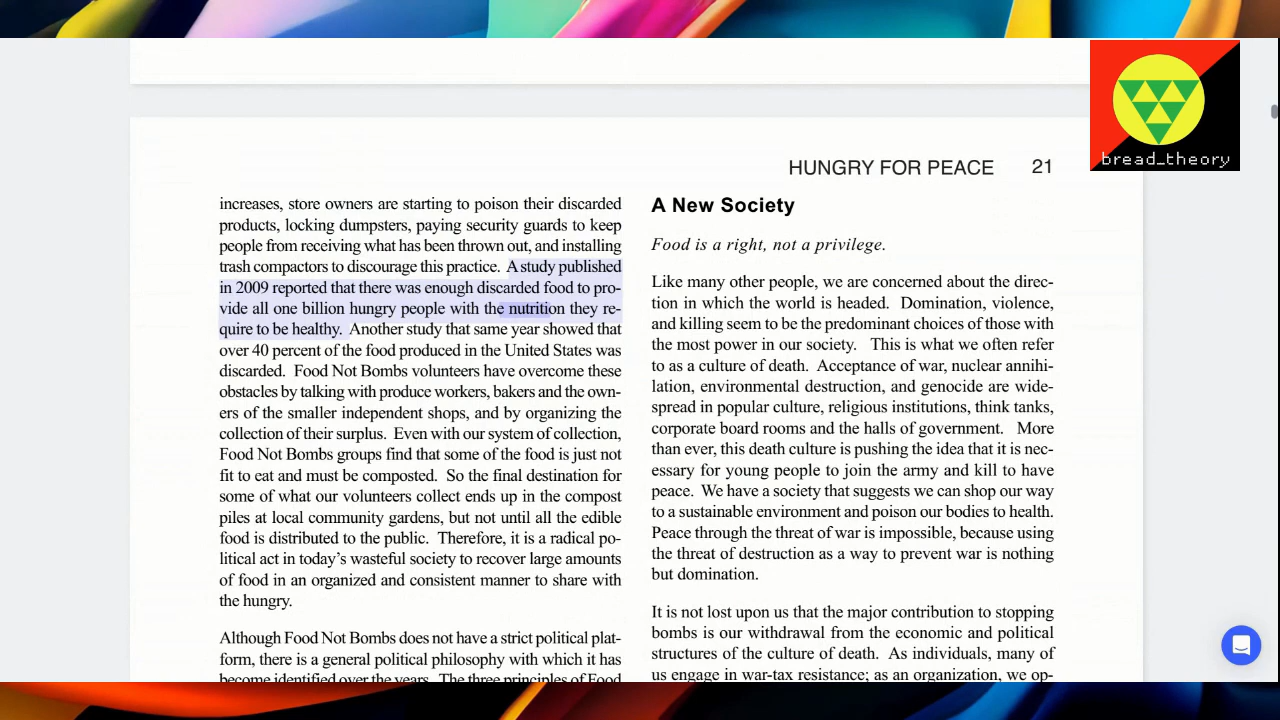 bread_theory
HUNGRY FOR PEACE 21
increases, store owners are starting to poison their discarded
products, locking dumpsters, paying security guards to keep
people from receiving what has been thrown out, and installing
trash compactors to discourage this practice. A study published
in 2009 reported that there was enough discarded food to pro-
vide all one billion hungry people with the nutrition they re-
quire to be healthy. Another study that same year showed that
over 40 percent of the food produced in the United States was
discarded. Food Not Bombs volunteers have overcome these
obstacles by talking with produce workers, bakers and the own-
ers of the smaller independent shops, and by organizing the
collection of their surplus. Even with our system of collection,
Food Not Bombs groups find that some of the food is just not
fit to eat and must be composted. So the final destination for
some of what our volunteers collect ends up in the compost
piles at local community gardens, but not until all the edible
food is distributed to the public. Therefore, it is a radical po-
litical act in today's wasteful society to recover large amounts
of food in an organized and consistent manner to share with
the hungry.
Although Food Not Bombs does not have a strict political plat-
form, there is a general political philosophy with which it has
become identified over the years. The three principles of Food
A New Society
Food is a right, not a privilege.
Like many other people, we are concerned about the direc-
tion in which the world is headed. Domination, violence,
and killing seem to be the predominant choices of those with
the most power in our society. This is what we often refer
to as a culture of death. Acceptance of war, nuclear annihi-
lation, environmental destruction, and genocide are wide-
spread in popular culture, religious institutions, think tanks,
corporate board rooms and the halls of government. More
than ever, this death culture is pushing the idea that it is nec-
essary for young people to join the army and kill to have
peace. We have a society that suggests we can shop our way
to a sustainable environment and poison our bodies to health.
Peace through the threat of war is impossible, because using
the threat of destruction as a way to prevent war is nothing
but domination.
It is not lost upon us that the major contribution to stopping
bombs is our withdrawal from the economic and political
structures of the culture of death. As individuals, many of
us engage in war-tax resistance; as an organization, we op-